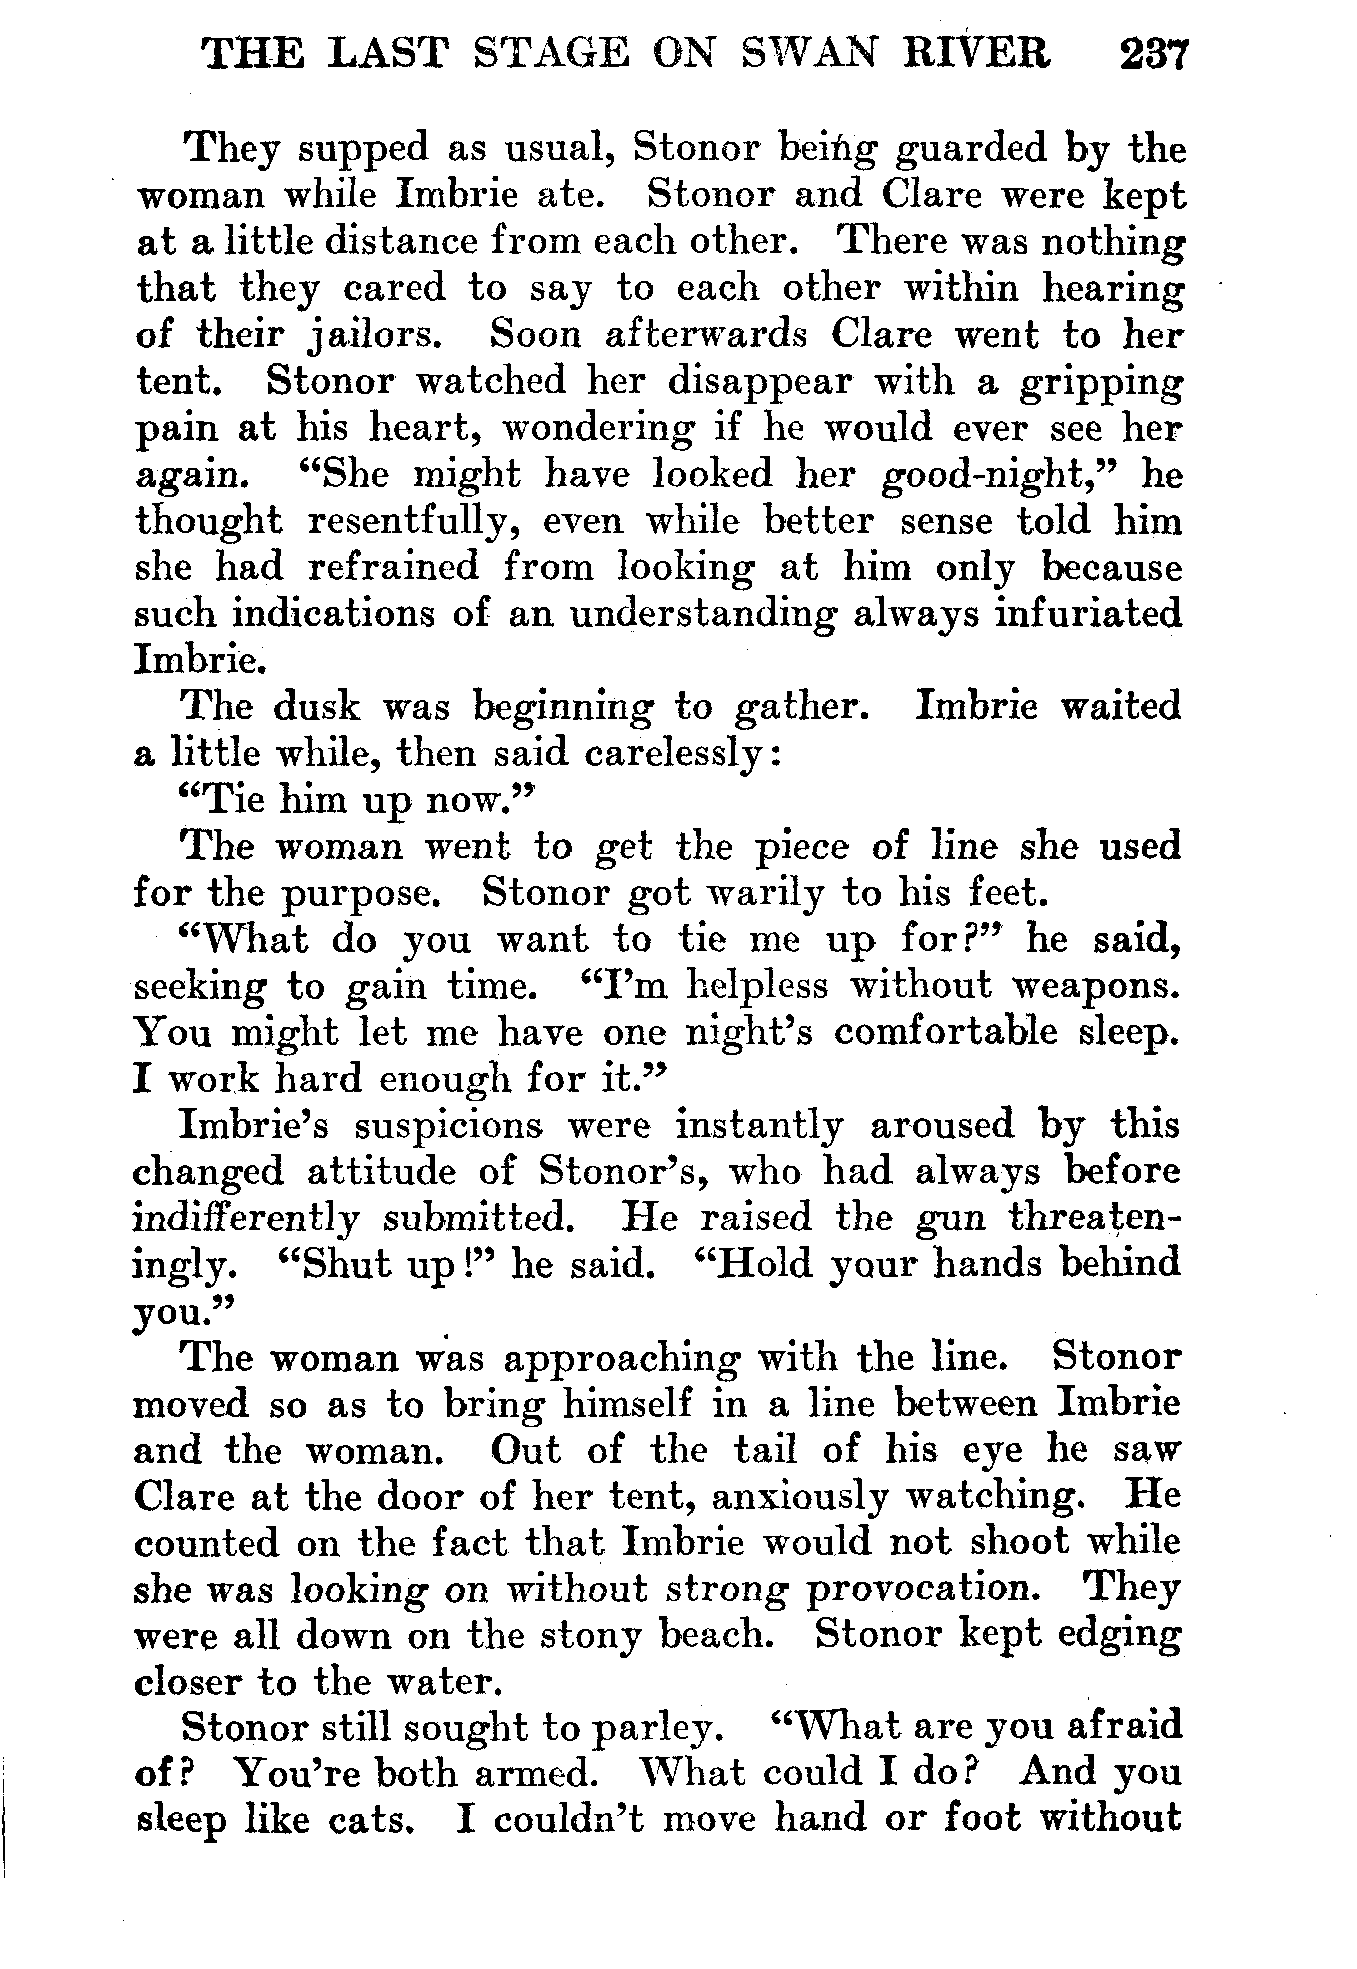 THE LAST STAGE ON SWAN RIVER 237
They supped as usual, Stonor being guarded by the
woman while Imbrie ate. Stonor and Clare were kept
at a little distance from each other. There was nothing
that they cared to say to each other within hearing
of their jailors. Soon afterwards Clare went to her
tent. Stonor watched her disappear with a gripping
pain at his heart, wondering if he would ever see her
again. “She might have looked her good-night,” he
thought resentfully, even while better sense told him
she had refrained from looking at him only because
such indications of an understanding always infuriated
Imbrie.
The dusk was beginning to gather. Imbrie waited
a little while, then said carelessly:
“Tie him up now.”
The woman went to get the piece of line she used
for the purpose. Stonor got warily to his feet.
“What do you want to tie me up for?” he said,
seeking to gain time. “I’m helpless without weapons.
You might let me have one night’s comfortable sleep.
I work hard enough for it.”
Imbrie’s suspicions were instantly aroused by this
changed attitude of Stonor’s, who had always before
indifferently submitted. He raised the gun threaten-
ingly. “Shut up!” he said. “Hold your hands behind
you.”
The woman was approaching with the line. Stonor
moved so as to bring himself in a line between Imbrie
and the woman. Out of the tail of his eye he saw
Clare at the door of her tent, anxiously watching. He
counted on the fact that Imbrie would not shoot while
she was looking on without strong provocation. They
were all down on the stony beach. Stonor kept edging
closer to the water.
Stonor still sought to parley. “What are you afraid
of? You’re both armed. What could I do? And you
sleep like cats. I couldn’t move hand or foot without